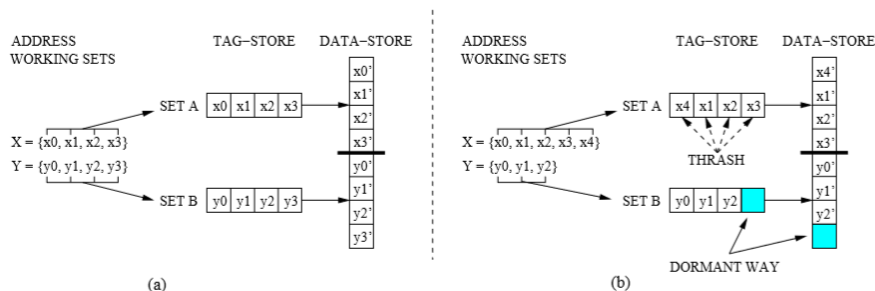 ADDRESS
WORKING SETS
TAG–STORE
DATA–STORE
SET A
x0 x1 x2 x3
X = {x0, x1, x2, x3}
Y = {y0, y1, y2, y3}
SET B
y0 y1 y2 y3
x0'
x1'
x2'
x3'
y0'
y1'
y2'
y3'
(a)
ADDRESS
WORKING SETS
TAG–STORE
DATA–STORE
SET A
x4 x1 x2 x3
X = {x0, x1, x2, x3, x4}
Y = {y0, y1, y2}
THRASH
SET B
y0 y1 y2
x4'
x1'
x2'
x3'
y0'
y1'
y2'
DORMANT WAY
(b)